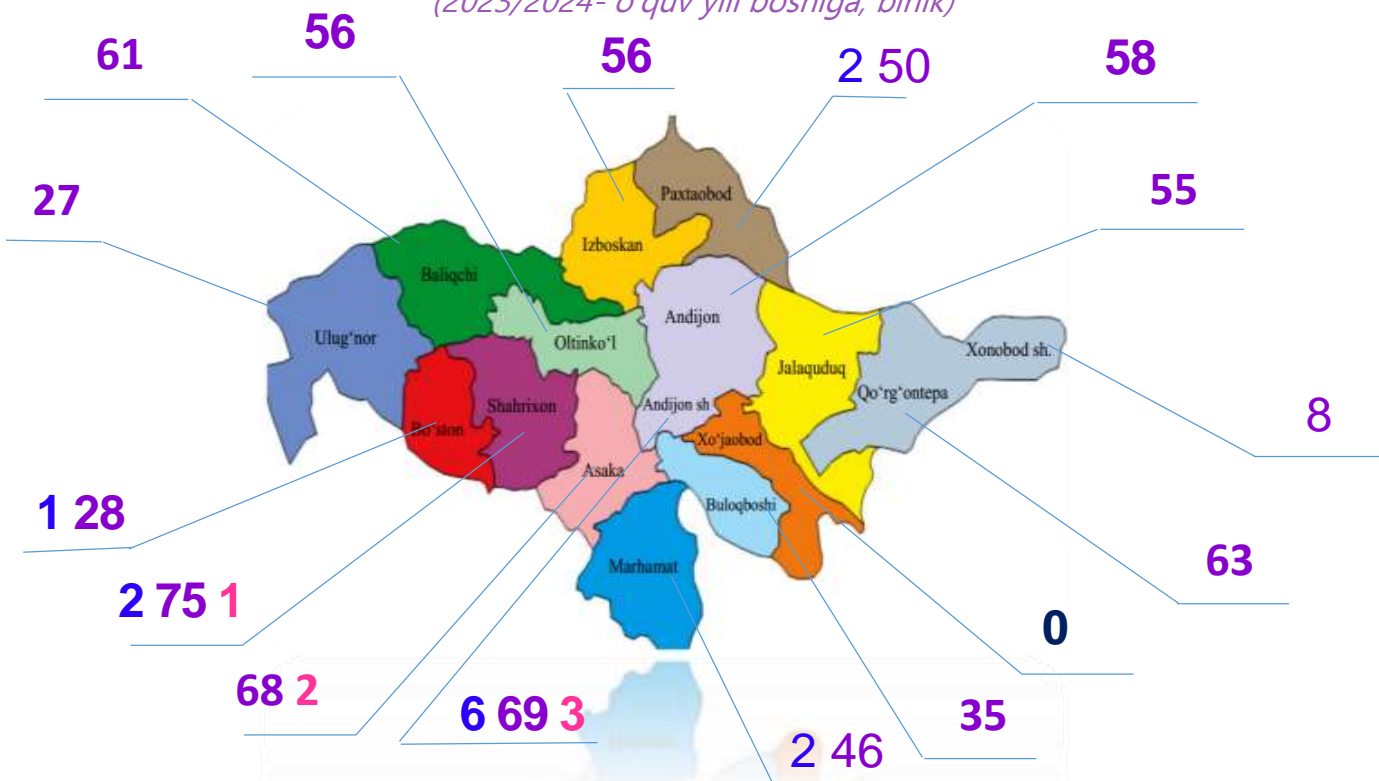 (2023/2024- o'quv yili boshiga, birlik)
56
61
56
2 50
58
27
55
Paxtaobod
Izboskan
Baliqchi
Andijon
Ulug'nor
Oltinko'l
Xonobod sh.
Jalaquduq
Qo'rg'ontepa
Shahrixon
Andijon sh
8
Bo'ston
Xo'jaobod
Asaka
Buloqboshi
1 28
Marhamat
63
2 75 1
0
68 2
6 69 3
35
2 46